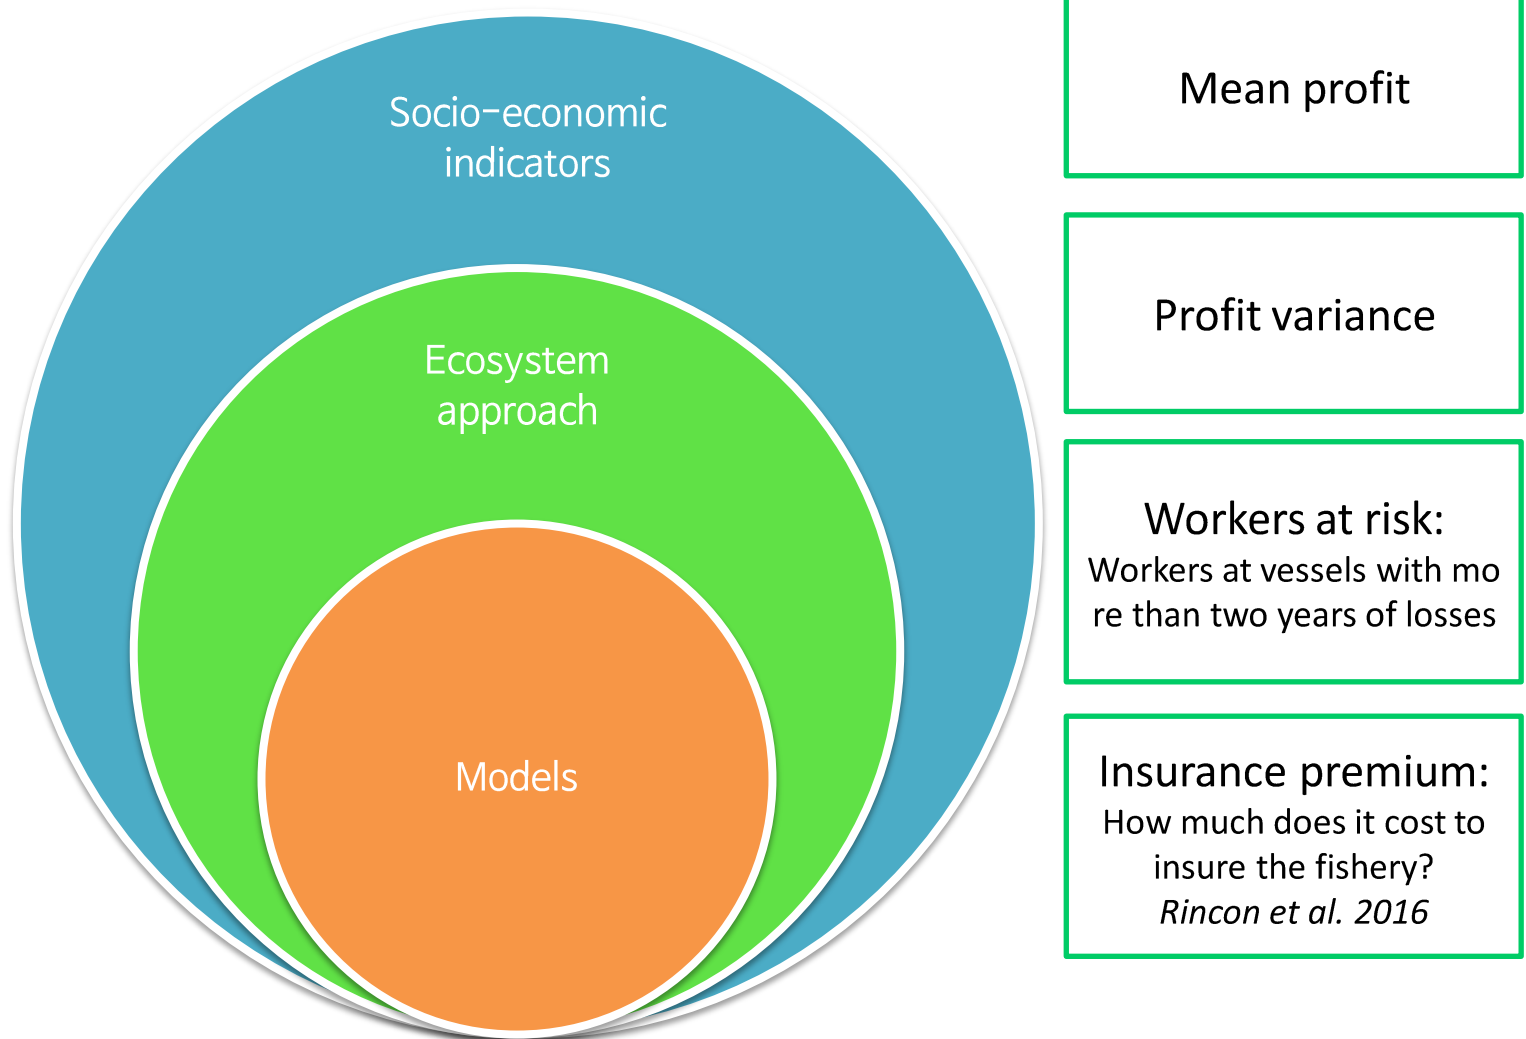 Socio-economic
indicators
Ecosystem
approach
Models
Mean profit
Profit variance
Workers at risk:
Workers at vessels with mo
re than two years of losses
Insurance premium:
How much does it cost to
insure the fishery?
Rincon et al. 2016